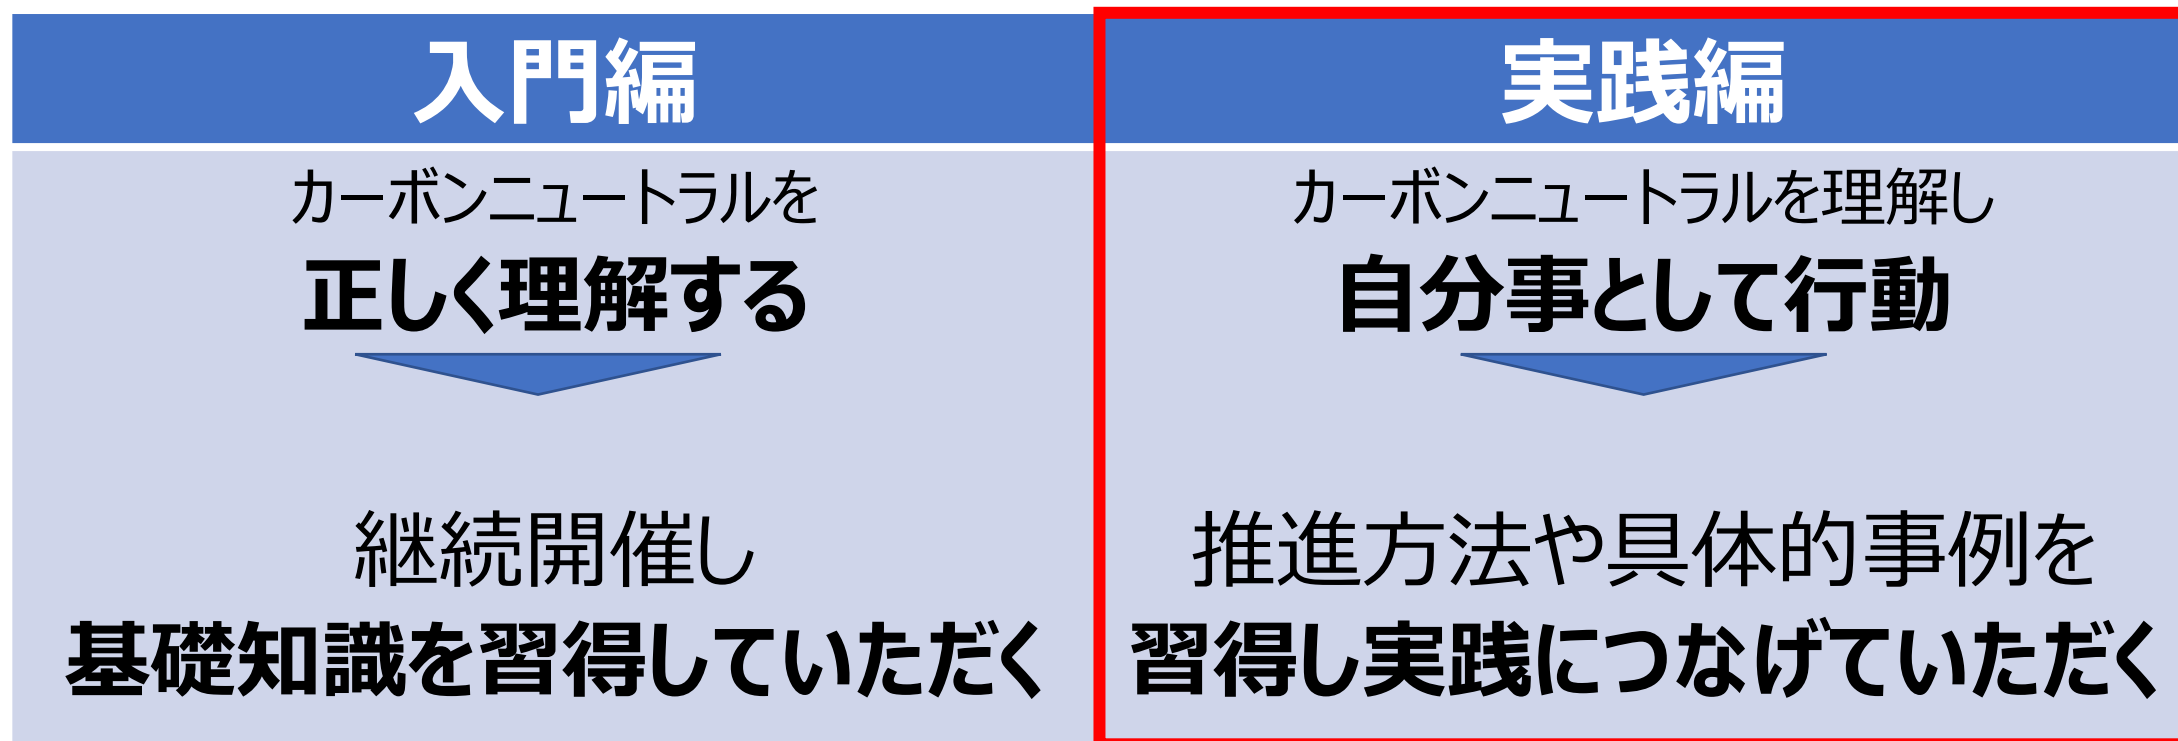 入門編
カーボンニュートラルを
正しく理解する
継続開催し
基礎知識を習得していただく
実践編
カーボンニュートラルを理解し
自分事として行動
推進方法や具体的事例を
習得し実践につなげていただく